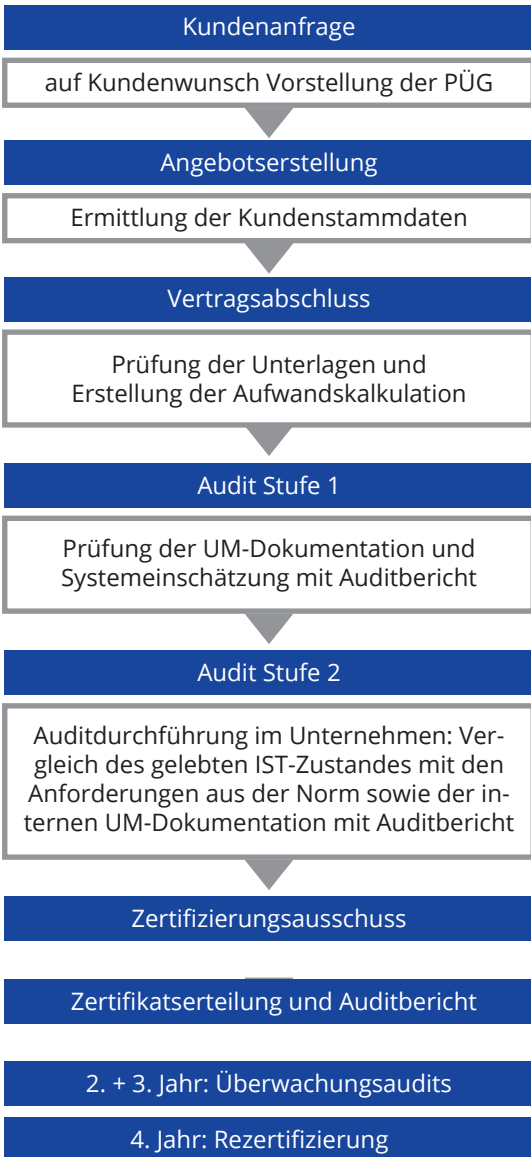 Kundenanfrage
auf Kundenwunsch Vorstellung der PÜG
Angebotserstellung
Ermittlung der Kundenstammdaten
Vertragsabschluss
Prüfung der Unterlagen und
Erstellung der Aufwandskalkulation
Audit Stufe 1
Prüfung der UM-Dokumentation und
Systemeinschätzung mit Auditbericht
Audit Stufe 2
Auditdurchführung im Unternehmen: Ver-
gleich des gelebten IST-Zustandes mit den
Anforderungen aus der Norm sowie der in-
ternen UM-Dokumentation mit Auditbericht
Zertifizierungsausschuss
Zertifikatserteilung und Auditbericht
2. + 3. Jahr: Überwachungsaudits
4. Jahr: Rezertifizierung